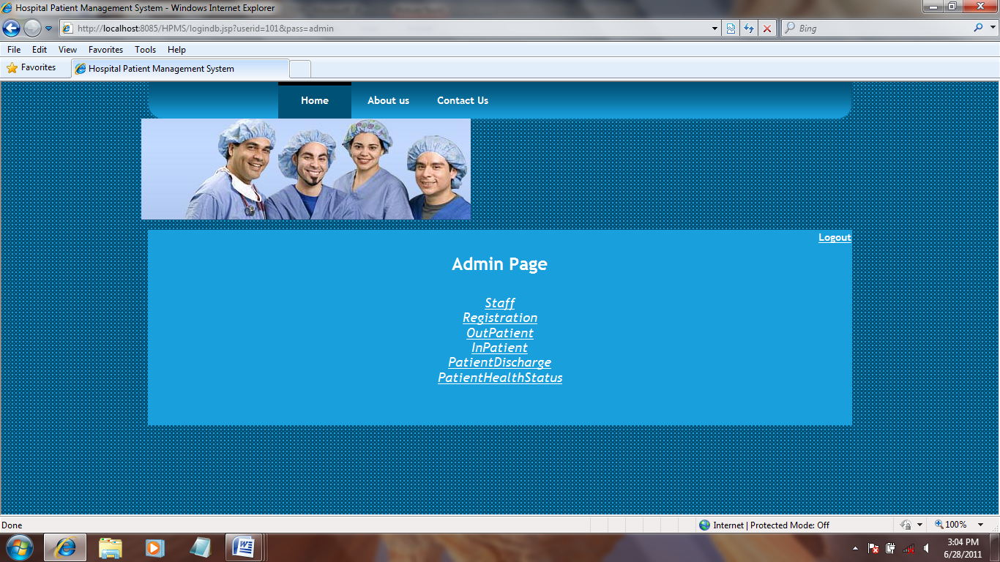 Hospital Patient Management System - Windows Internet Explorer
http://localhost:8085/HPMS/logindb.jsp?userid=101&pass=admin
Bing
File Edit View Favorites Tools Help
Favorites
Hospital Patient Management System
Home About us Contact Us
Logout
Admin Page
Staff
Registration
OutPatient
InPatient
PatientDischarge
PatientHealthStatus
Done
Internet | Protected Mode: Off
100%
3:04 PM
6/28/2011